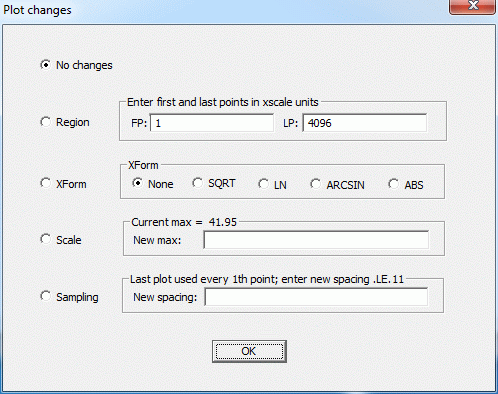 Plot changes
No changes
Enter first and last points in xscale units
Region FP: 1 LP: 4096
XForm
XForm None SQRT LN ARCSIN ABS
Current max = 41.95
Scale New max:
Last plot used every 1th point; enter new spacing .LE.11
Sampling New spacing:
OK